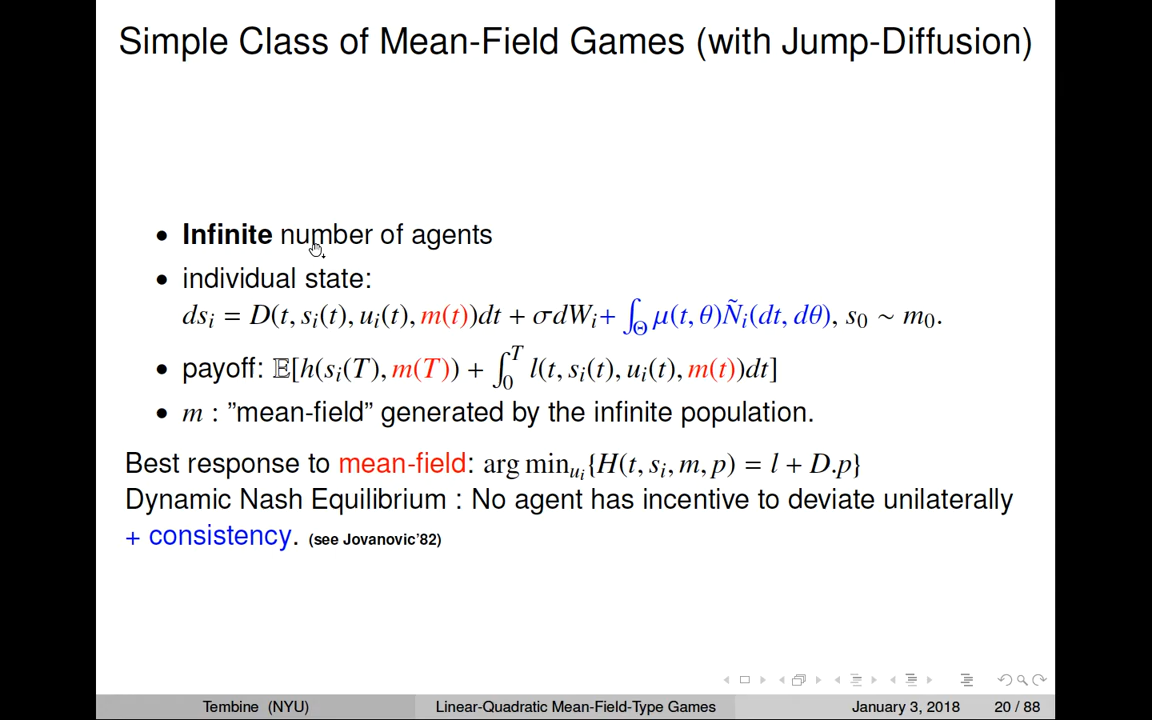 Simple Class of Mean-Field Games (with Jump-Diffusion)
• Infinite number of agents
• individual state:
ds_i = D(t, s_i(t), u_i(t), m(t))dt + σdW_i + ∫_Θ μ(t, θ)Ñ_i(dt, dθ), s_0 ∼ m_0.
• payoff: 𝔼[h(s_i(T), m(T)) + ∫_0^T l(t, s_i(t), u_i(t), m(t))dt]
• m : ”mean-field” generated by the infinite population.
Best response to mean-field: arg min_{u_i}{H(t, s_i, m, p) = l + D.p}
Dynamic Nash Equilibrium : No agent has incentive to deviate unilaterally
+ consistency. (see Jovanovic’82)
Tembine (NYU) Linear-Quadratic Mean-Field-Type Games January 3, 2018 20 / 88